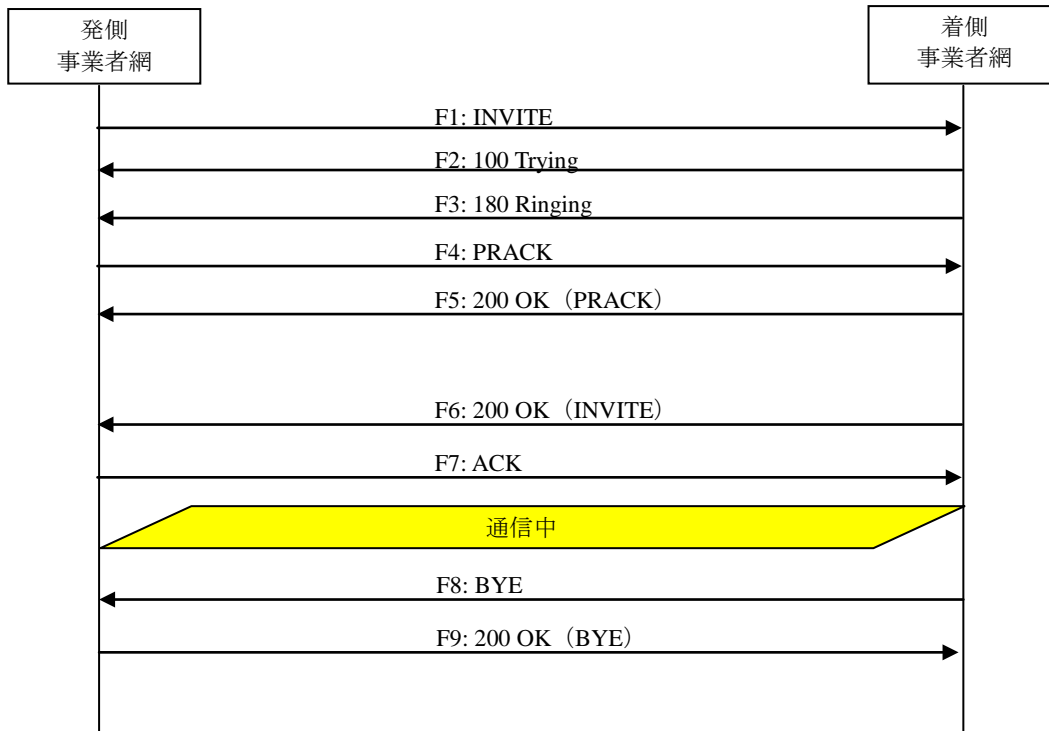 発側
事業者網
着側
事業者網
F1: INVITE
F2: 100 Trying
F3: 180 Ringing
F4: PRACK
F5: 200 OK（PRACK）
F6: 200 OK（INVITE）
F7: ACK
通信中
F8: BYE
F9: 200 OK（BYE）